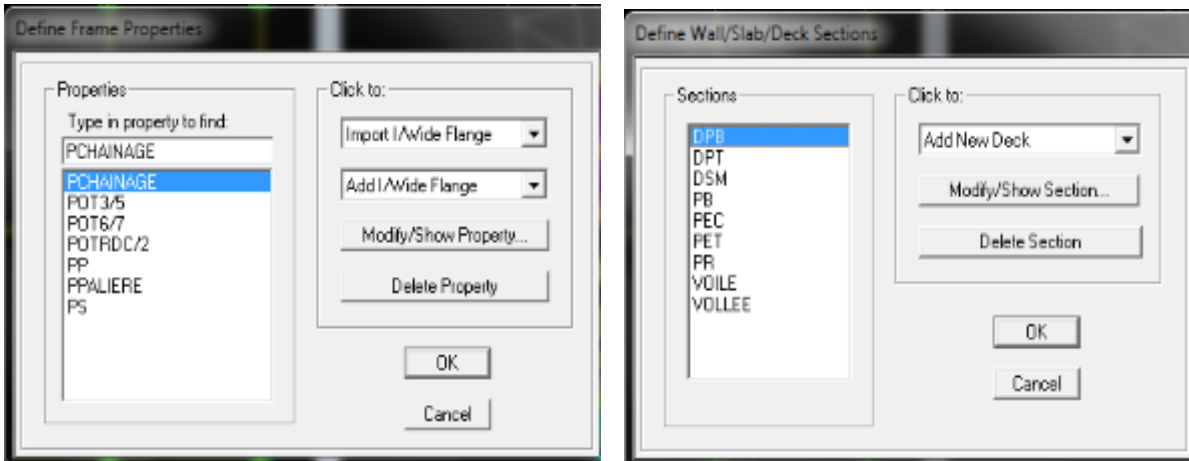 Define Frame Properties
Properties
Type in property to find:
PCHAINAGE
PCHAINAGE
POT3/5
POT6/7
POTRDC/2
PP
PPALIERE
PS
Click to:
Import I/Wide Flange
Add I/Wide Flange
Modify/Show Property...
Delete Property
OK
Cancel
Define Wall/Slab/Deck Sections
Sections
DPB
DPT
DSM
PB
PEC
PET
PR
VOILE
VOLLEE
Click to:
Add New Deck
Modify/Show Section...
Delete Section
OK
Cancel